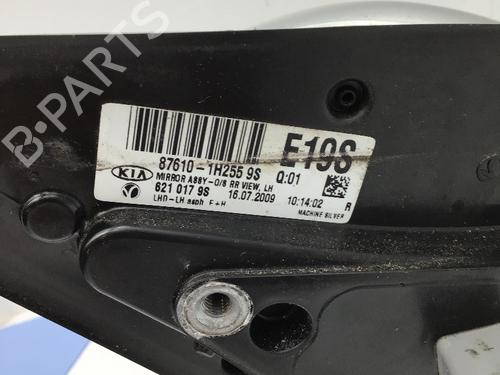 B-PARTS
E19S
87610-1H255 9S Q:01
KIA MIRROR ASSY-O/S RR VIEW, LH
621 017 9S 16.07.2009 10:14:02 R
LHD-LH asph. E+H MACHINE SILVER